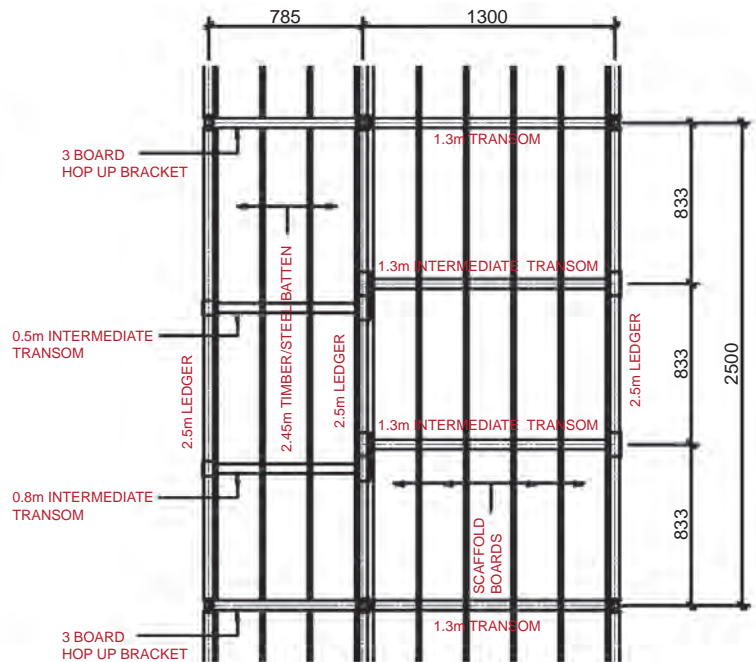 785
1300
3 BOARD
HOP UP BRACKET
1.3m TRANSOM
833
1.3m INTERMEDIATE TRANSOM
2.45m TIMBER/STEEL BATTEN
0.5m INTERMEDIATE
TRANSOM
2.5m LEDGER
2.5m LEDGER
2.5m LEDGER
833
2500
1.3m INTERMEDIATE TRANSOM
0.8m INTERMEDIATE
TRANSOM
SCAFFOLD
BOARDS
833
3 BOARD
HOP UP BRACKET
1.3m TRANSOM